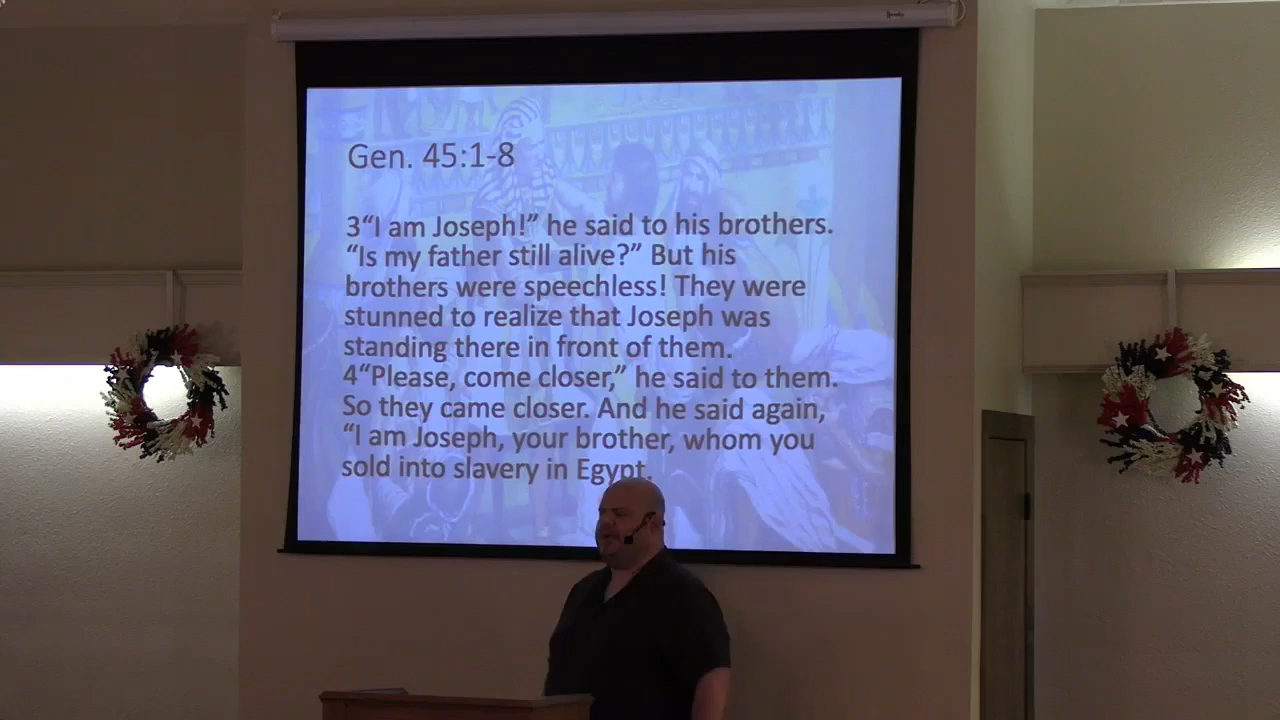 Gen. 45:1-8
3“I am Joseph!” he said to his brothers.
“Is my father still alive?” But his
brothers were speechless! They were
stunned to realize that Joseph was
standing there in front of them.
4“Please, come closer,” he said to them.
So they came closer. And he said again,
“I am Joseph, your brother, whom you
sold into slavery in Egypt.